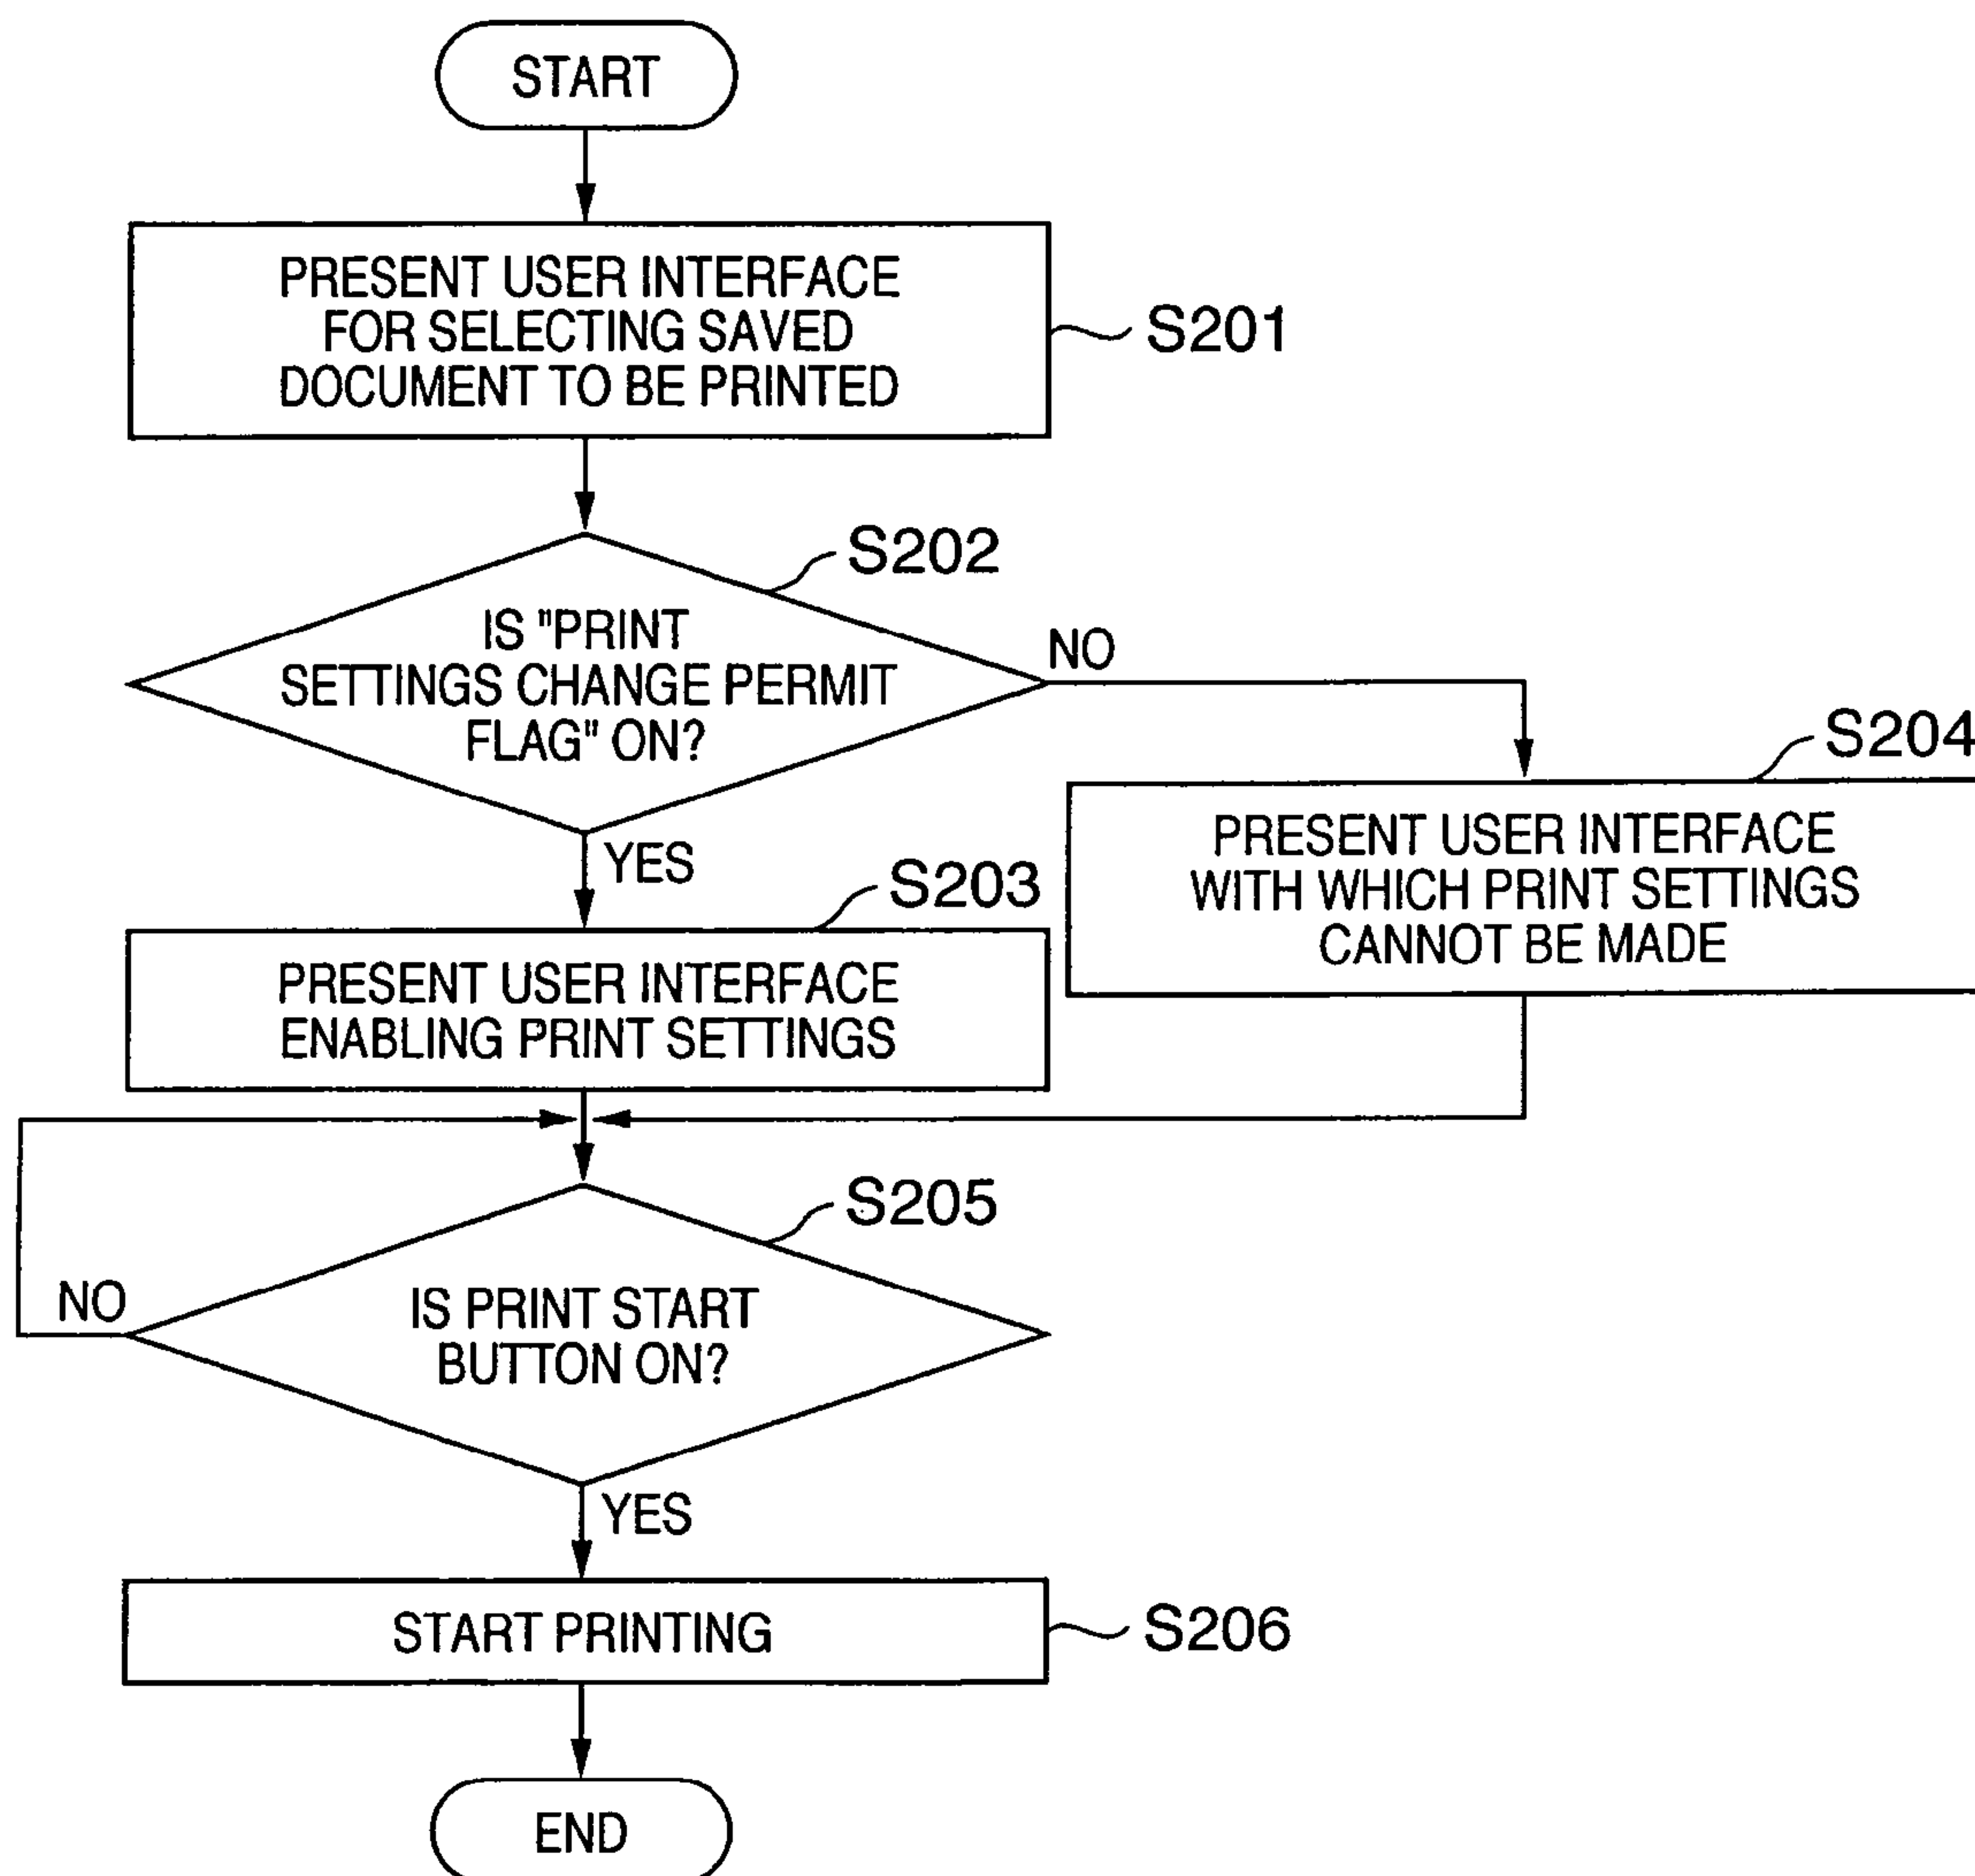 START
PRESENT USER INTERFACE
FOR SELECTING SAVED
DOCUMENT TO BE PRINTED
S201
S202
IS "PRINT
SETTINGS CHANGE PERMIT
FLAG" ON?
NO
YES
S204
PRESENT USER INTERFACE
WITH WHICH PRINT SETTINGS
CANNOT BE MADE
S203
PRESENT USER INTERFACE
ENABLING PRINT SETTINGS
S205
IS PRINT START
BUTTON ON?
NO
YES
START PRINTING
S206
END